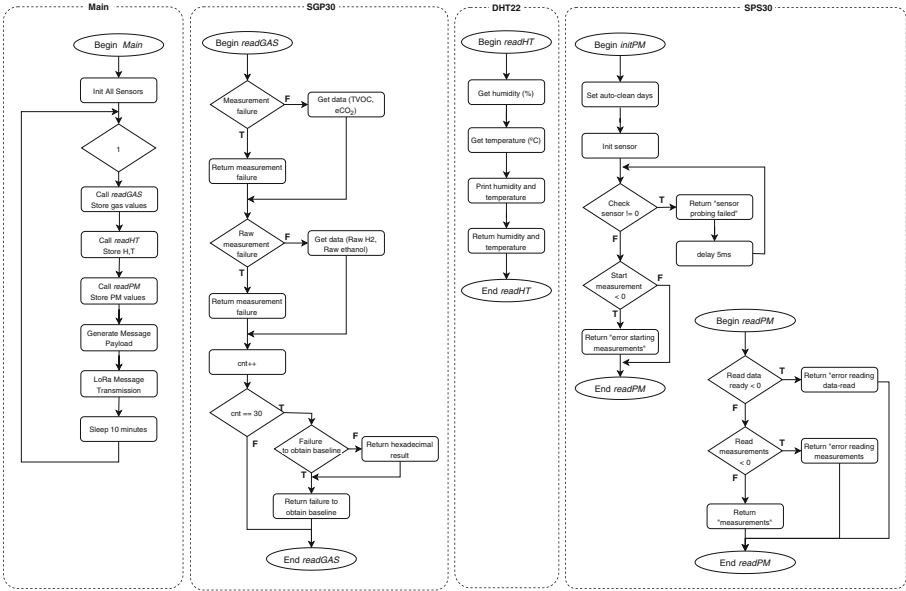 Main
Begin Main
Init All Sensors
1
Call readGAS
Store gas values
Call readHT
Store H,T
Call readPM
Store PM values
Generate Message
Payload
LoRa Message
Transmission
Sleep 10 minutes
SGP30
Begin readGAS
Measurement
failure
F
Get data (TVOC,
eCO2)
T
Return measurement
failure
Raw
measurement
failure
F
Get data (Raw H2,
Raw ethanol)
T
Return measurement
failure
cnt++
cnt == 30
T
F
Failure
to obtain baseline
F
Return hexadecimal
result
T
Return failure to
obtain baseline
End readGAS
DHT22
Begin readHT
Get humidity (%)
Get temperature (ºC)
Print humidity and
temperature
Return humidity and
temperature
End readHT
SPS30
Begin initPM
Set auto-clean days
Init sensor
Check
sensor != 0
T
Return "sensor
probing failed"
F
delay 5ms
Start
measurement
< 0
F
T
Return "error starting
measurements"
End readPM
Begin readPM
Read data
ready < 0
T
Return "error reading
data-read
F
Read
measurements
< 0
T
Return "error reading
measurements
F
Return
"measurements"
End readPM